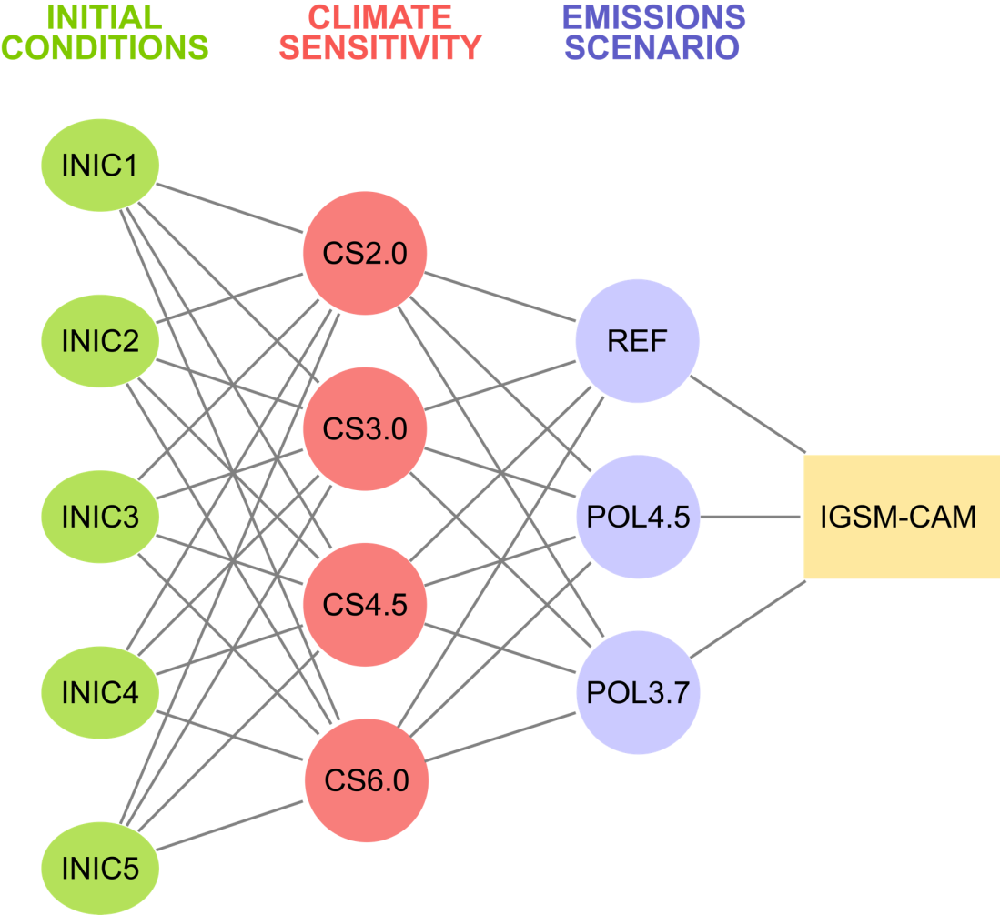 INITIAL
CONDITIONS
CLIMATE
SENSITIVITY
EMISSIONS
SCENARIO
INIC1
INIC2
INIC3
INIC4
INIC5
CS2.0
CS3.0
CS4.5
CS6.0
REF
POL4.5
POL3.7
IGSM-CAM